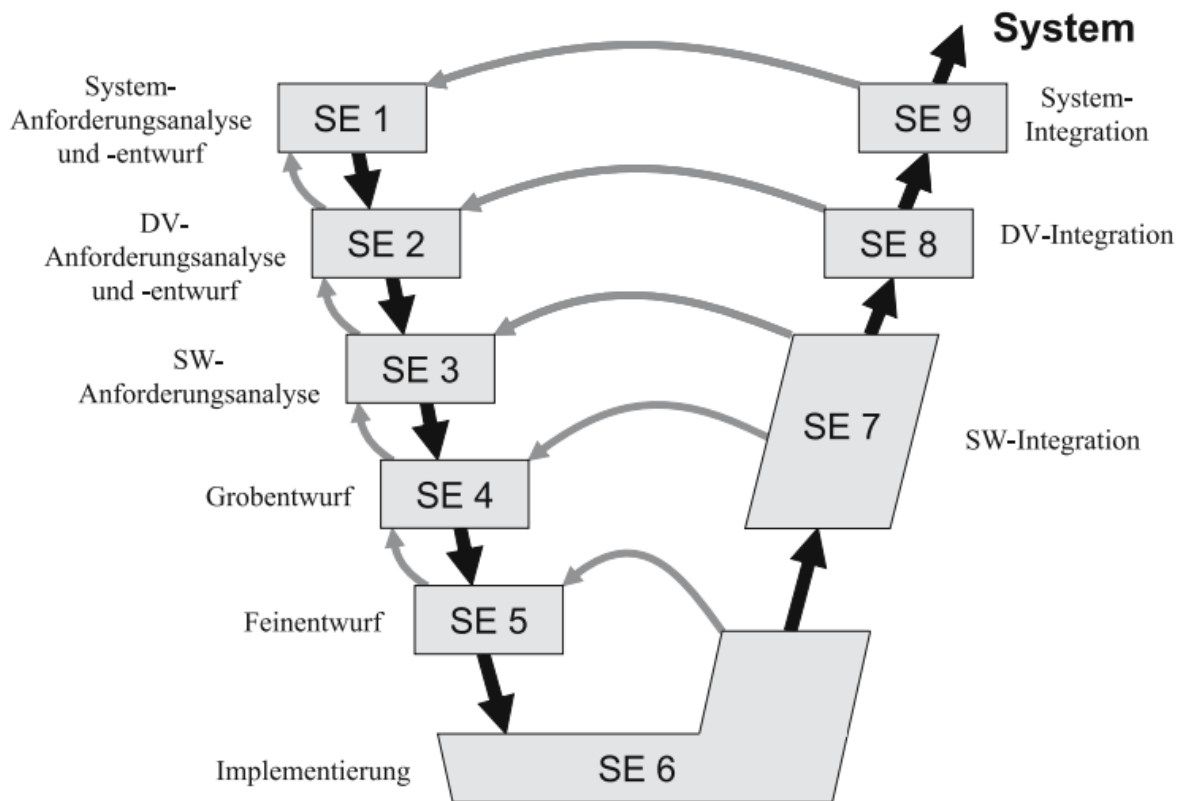 System
System-
Anforderungsanalyse
und -entwurf
SE 1
SE 9
System-
Integration
DV-
Anforderungsanalyse
und -entwurf
SE 2
SE 8
DV-Integration
SW-
Anforderungsanalyse
SE 3
SE 7
SW-Integration
Grobentwurf
SE 4
Feinentwurf
SE 5
Implementierung
SE 6